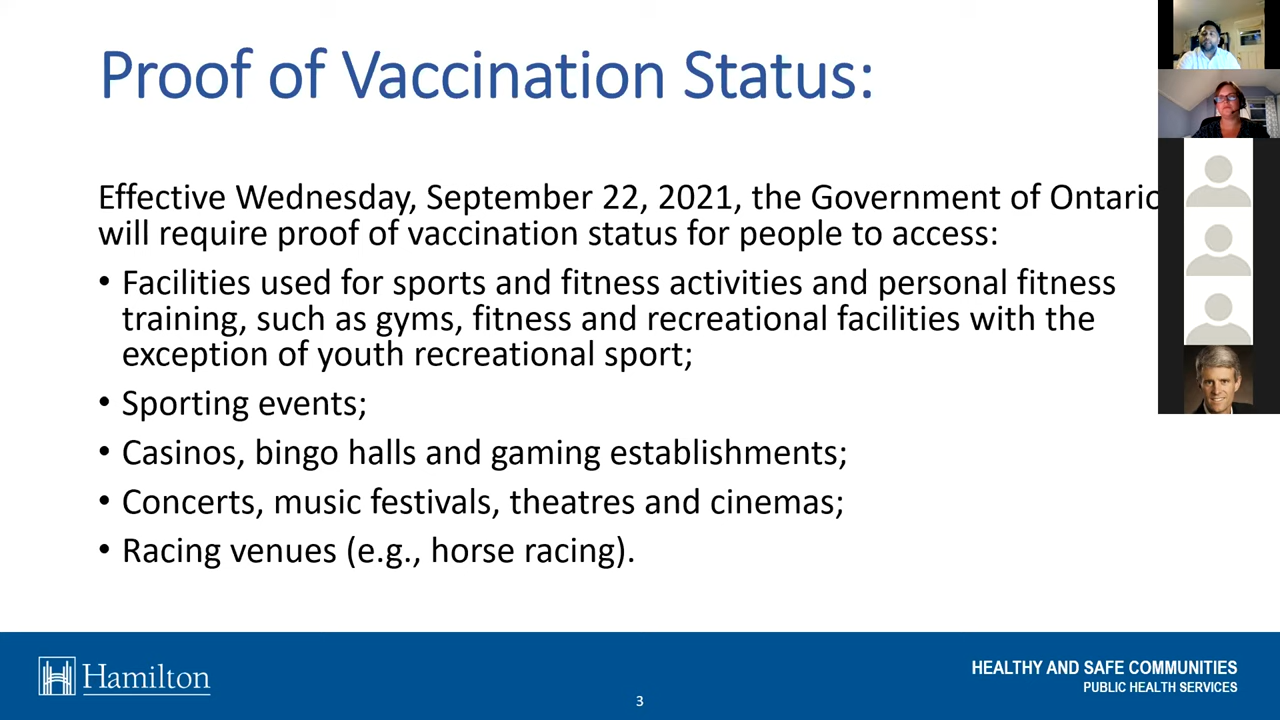 Proof of Vaccination Status:
Effective Wednesday, September 22, 2021, the Government of Ontario
will require proof of vaccination status for people to access:
• Facilities used for sports and fitness activities and personal fitness
training, such as gyms, fitness and recreational facilities with the
exception of youth recreational sport;
• Sporting events;
• Casinos, bingo halls and gaming establishments;
• Concerts, music festivals, theatres and cinemas;
• Racing venues (e.g., horse racing).
Hamilton
3
HEALTHY AND SAFE COMMUNITIES
PUBLIC HEALTH SERVICES